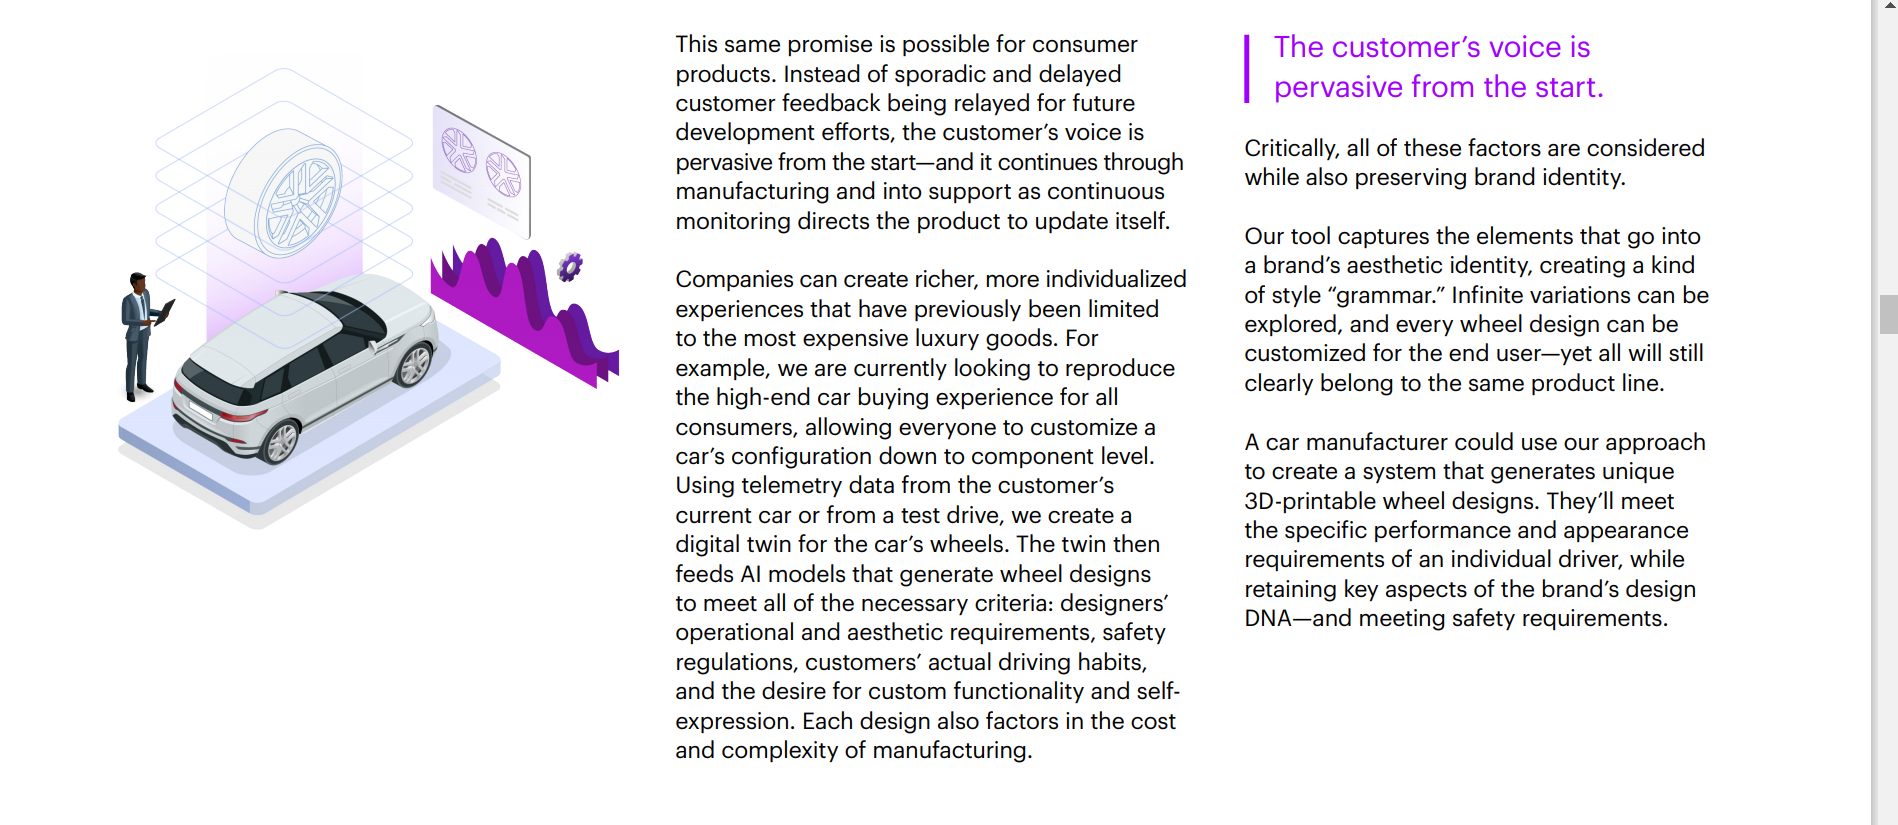 This same promise is possible for consumer
products. Instead of sporadic and delayed
customer feedback being relayed for future
development efforts, the customer’s voice is
pervasive from the start—and it continues through
manufacturing and into support as continuous
monitoring directs the product to update itself.
Companies can create richer, more individualized
experiences that have previously been limited
to the most expensive luxury goods. For
example, we are currently looking to reproduce
the high-end car buying experience for all
consumers, allowing everyone to customize a
car’s configuration down to component level.
Using telemetry data from the customer’s
current car or from a test drive, we create a
digital twin for the car’s wheels. The twin then
feeds AI models that generate wheel designs
to meet all of the necessary criteria: designers’
operational and aesthetic requirements, safety
regulations, customers’ actual driving habits,
and the desire for custom functionality and self-
expression. Each design also factors in the cost
and complexity of manufacturing.
The customer’s voice is
pervasive from the start.
Critically, all of these factors are considered
while also preserving brand identity.
Our tool captures the elements that go into
a brand’s aesthetic identity, creating a kind
of style “grammar.” Infinite variations can be
explored, and every wheel design can be
customized for the end user—yet all will still
clearly belong to the same product line.
A car manufacturer could use our approach
to create a system that generates unique
3D-printable wheel designs. They’ll meet
the specific performance and appearance
requirements of an individual driver, while
retaining key aspects of the brand’s design
DNA—and meeting safety requirements.